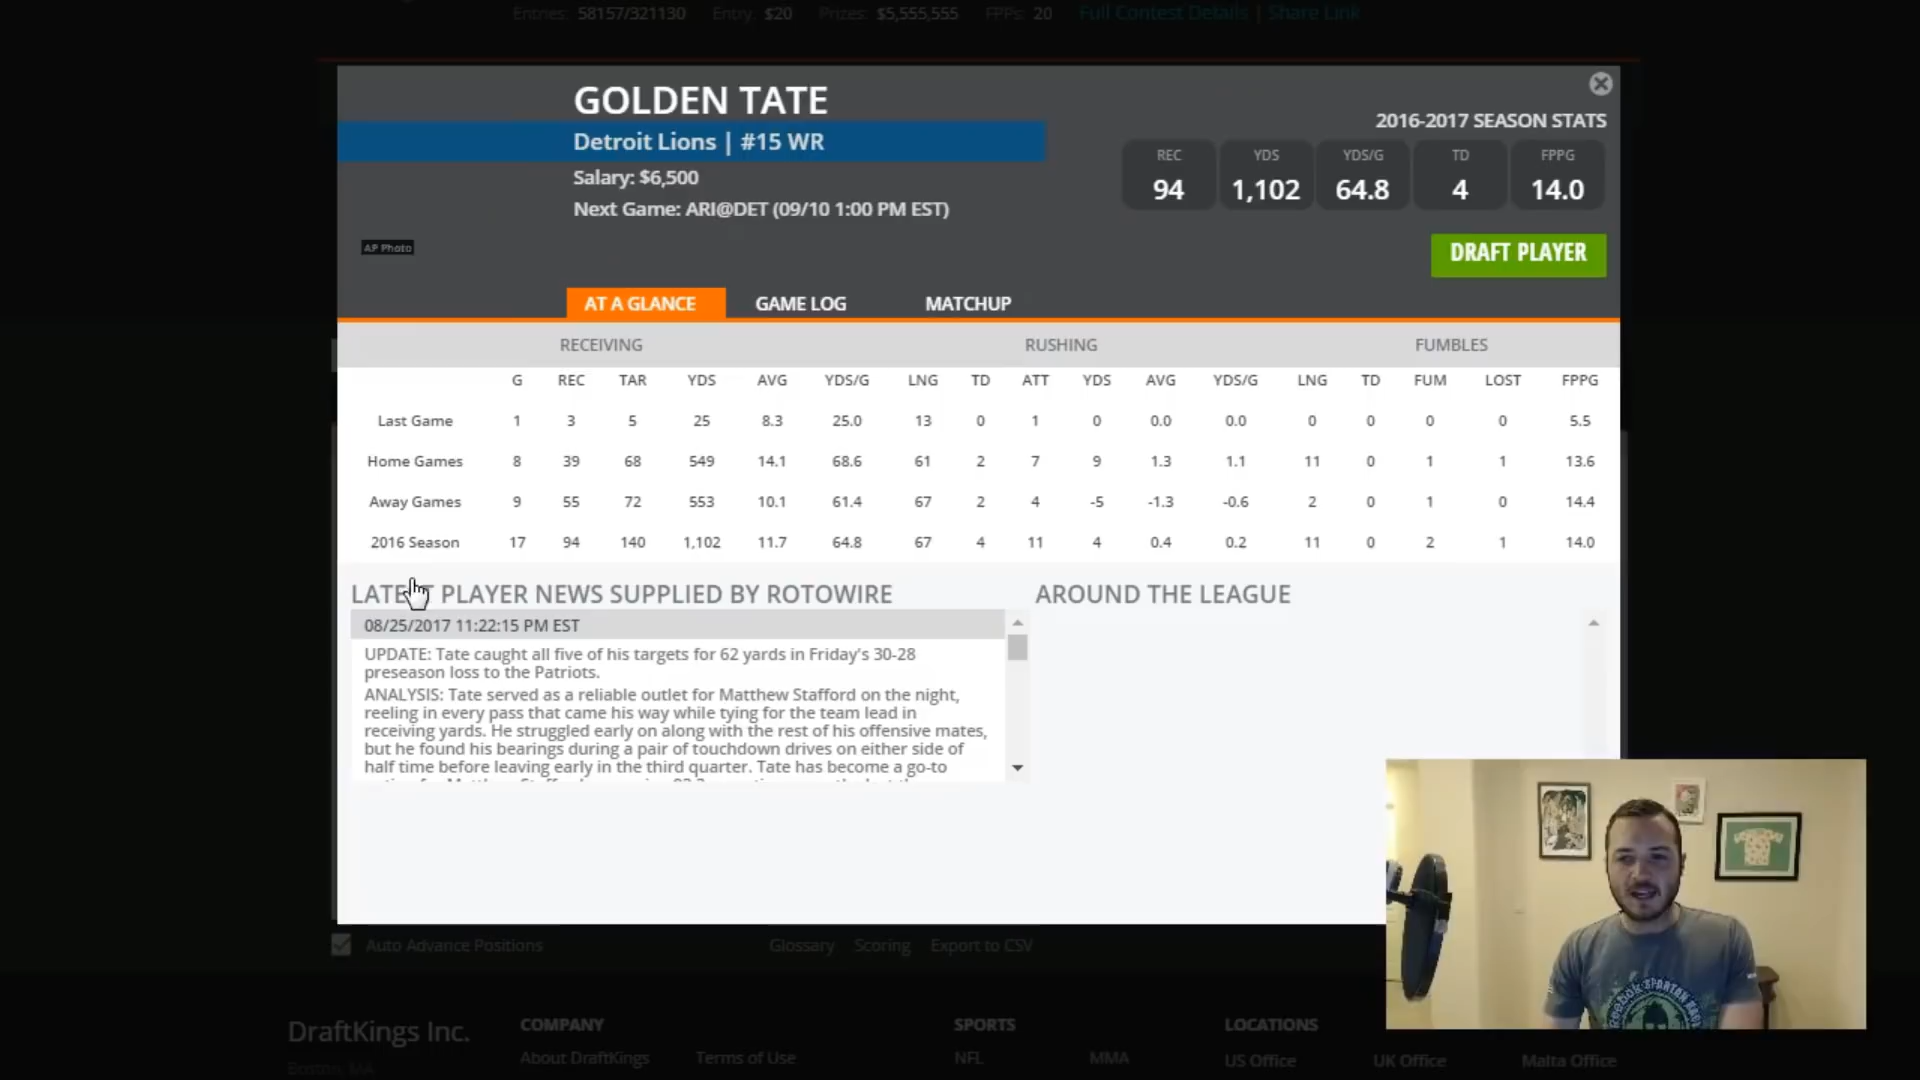 Entries: 58157/321130 Entry: $20 Prizes: $5,555,555 FPPs: 20 Full Contest Details | Share Link
GOLDEN TATE
Detroit Lions | #15 WR
Salary: $6,500
Next Game: ARI@DET (09/10 1:00 PM EST)
AP Photo
2016-2017 SEASON STATS
REC YDS YDS/G TD FPPG
94 1,102 64.8 4 14.0
DRAFT PLAYER
AT A GLANCE GAME LOG MATCHUP
RECEIVING RUSHING FUMBLES
G REC TAR YDS AVG YDS/G LNG TD ATT YDS AVG YDS/G LNG TD FUM LOST FPPG
Last Game 1 3 5 25 8.3 25.0 13 0 1 0 0.0 0.0 0 0 0 0 5.5
Home Games 8 39 68 549 14.1 68.6 61 2 7 9 1.3 1.1 11 0 1 1 13.6
Away Games 9 55 72 553 10.1 61.4 67 2 4 -5 -1.3 -0.6 2 0 1 0 14.4
2016 Season 17 94 140 1,102 11.7 64.8 67 4 11 4 0.4 0.2 11 0 2 1 14.0
LATEST PLAYER NEWS SUPPLIED BY ROTOWIRE
08/25/2017 11:22:15 PM EST
UPDATE: Tate caught all five of his targets for 62 yards in Friday's 30-28
preseason loss to the Patriots.
ANALYSIS: Tate served as a reliable outlet for Matthew Stafford on the night,
reeling in every pass that came his way while tying for the team lead in
receiving yards. He struggled early on along with the rest of his offensive mates,
but he found his bearings during a pair of touchdown drives on either side of
half time before leaving early in the third quarter. Tate has become a go-to
AROUND THE LEAGUE
Auto Advance Positions Glossary Scoring Export to CSV
DraftKings Inc.
Boston, MA
COMPANY
About DraftKings Terms of Use
SPORTS
NFL MMA
LOCATIONS
US Office UK Office Malta Office
Reebok SPARTAN RACE